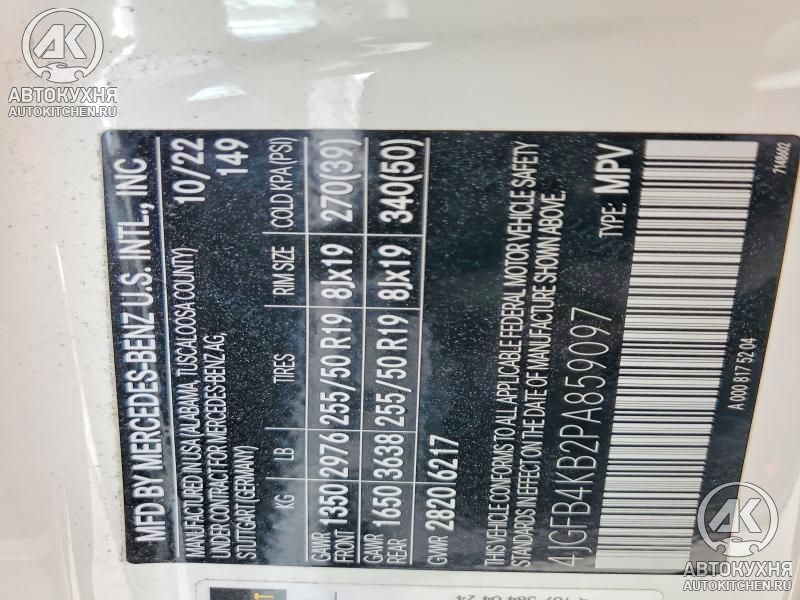 MFD BY MERCEDES-BENZ U.S. INTL., INC
MANUFACTURED IN USA (ALABAMA, TUSCALOOSA COUNTY) 10/22
UNDER CONTRACT FOR MERCEDES-BENZ AG, 149
STUTTGART (GERMANY)
KG LB TIRES RIM SIZE COLD KPA (PSI)
GAWR FRONT 1350 2976 255/50 R19 8Jx19 270(39)
GAWR REAR 1650 3638 255/50 R19 8Jx19 340(50)
GVWR 2820 6217
THIS VEHICLE CONFORMS TO ALL APPLICABLE FEDERAL MOTOR VEHICLE SAFETY
STANDARDS IN EFFECT ON THE DATE OF MANUFACTURE SHOWN ABOVE.
4JGFB4KB2PA859097 TYPE: MPV
A 000 817 52 04 7148602
АК
АВТОКУХНЯ
AUTOKITCHEN.RU
АК
АВТОКУХНЯ
AUTOKITCHEN.RU